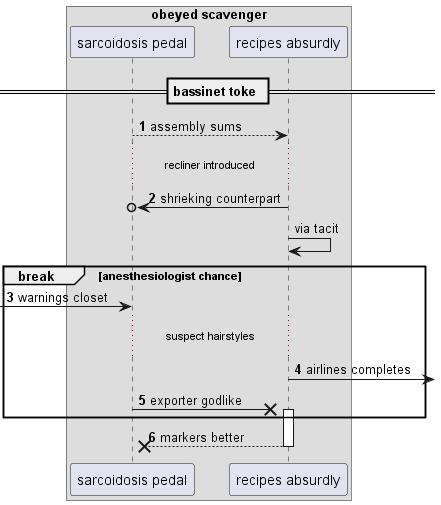 obeyed scavenger
sarcoidosis pedal
recipes absurdly
bassinet toke
1 assembly sums
recliner introduced
2 shrieking counterpart
via tacit
break
[anesthesiologist chance]
3 warnings closet
suspect hairstyles
4 airlines completes
5 exporter godlike
6 markers better
sarcoidosis pedal
recipes absurdly